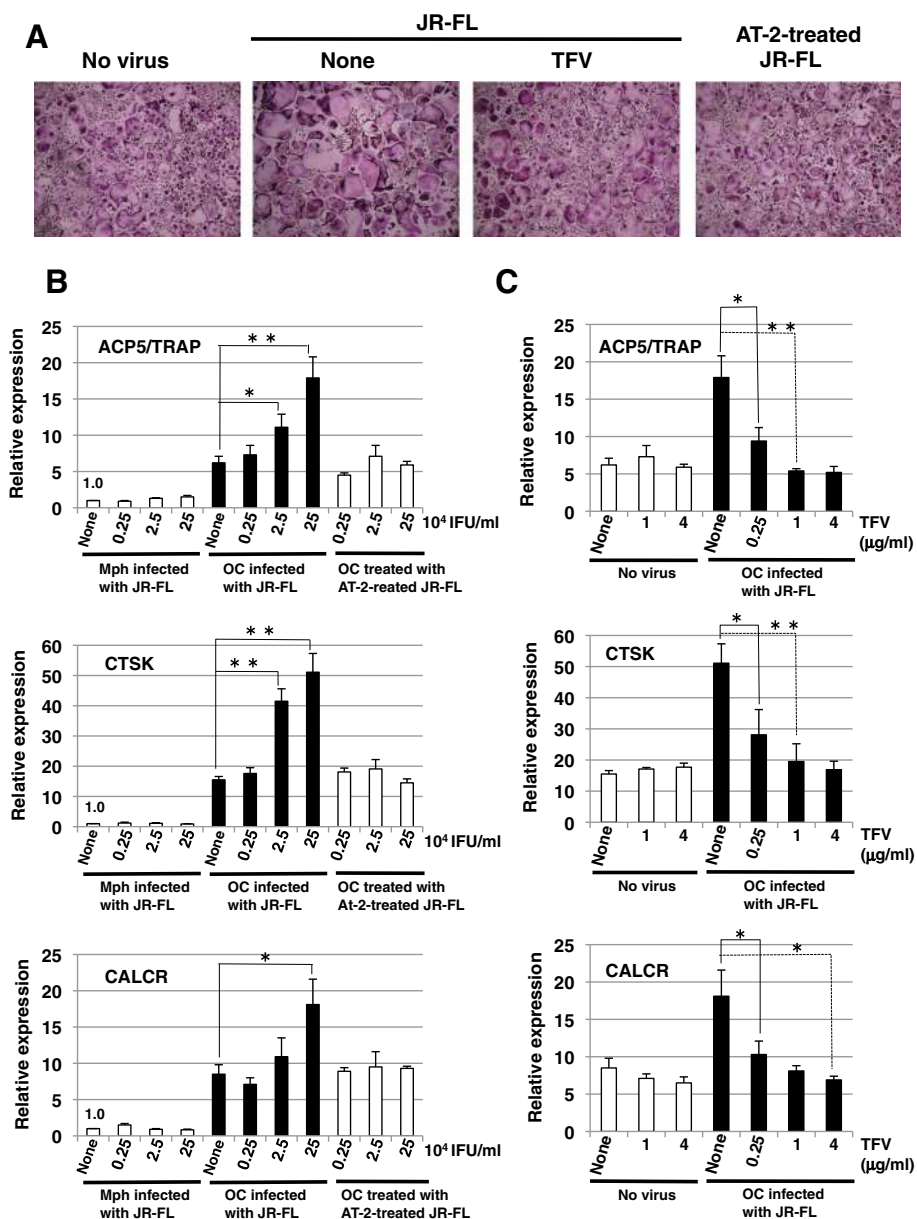 A
JR-FL
No virus
None
TFV
AT-2-treated
JR-FL
B
ACP5/TRAP
Relative expression
25
20
15
10
5
0
1.0
* *
*
None 0.25 2.5 25 None 0.25 2.5 25 0.25 2.5 25 10⁴ IFU/ml
Mph infected
with JR-FL
OC infected
with JR-FL
OC treated with
AT-2-reated JR-FL
CTSK
Relative expression
60
50
40
30
20
10
0
1.0
* *
* *
None 0.25 2.5 25 None 0.25 2.5 25 0.25 2.5 25 10⁴ IFU/ml
Mph infected
with JR-FL
OC infected
with JR-FL
OC treated with
At-2-treated JR-FL
CALCR
Relative expression
25
20
15
10
5
0
1.0
*
None 0.25 2.5 25 None 0.25 2.5 25 0.25 2.5 25 10⁴ IFU/ml
Mph infected
with JR-FL
OC infected
with JR-FL
OC treated with
AT-2-treated JR-FL
C
ACP5/TRAP
Relative expression
25
20
15
10
5
0
*
* *
None 1 4 None 0.25 1 4 TFV
(μg/ml)
No virus
OC infected
with JR-FL
CTSK
Relative expression
60
50
40
30
20
10
0
*
* *
None 1 4 None 0.25 1 4 TFV
(μg/ml)
No virus
OC infected
with JR-FL
CALCR
Relative expression
25
20
15
10
5
0
*
*
None 1 4 None 0.25 1 4 TFV
(μg/ml)
No virus
OC infected
with JR-FL